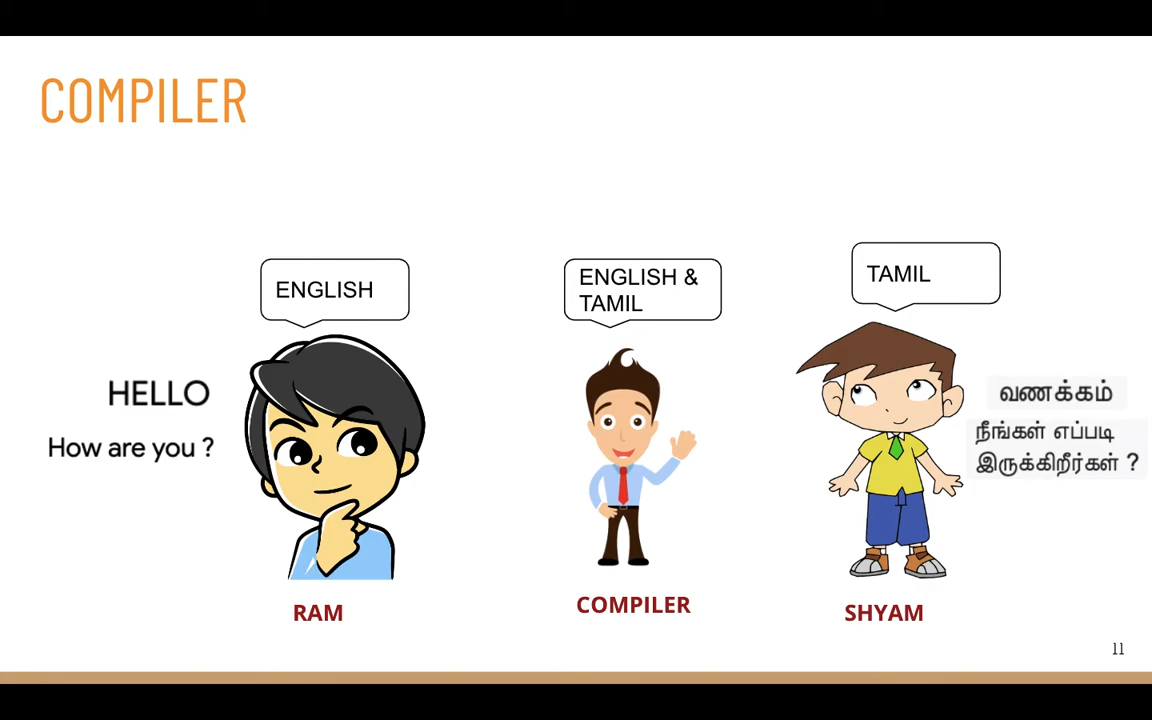 COMPILER
ENGLISH
ENGLISH &
TAMIL
TAMIL
HELLO
How are you ?
வணக்கம்
நீங்கள் எப்படி
இருக்கிறீர்கள் ?
RAM
COMPILER
SHYAM
11